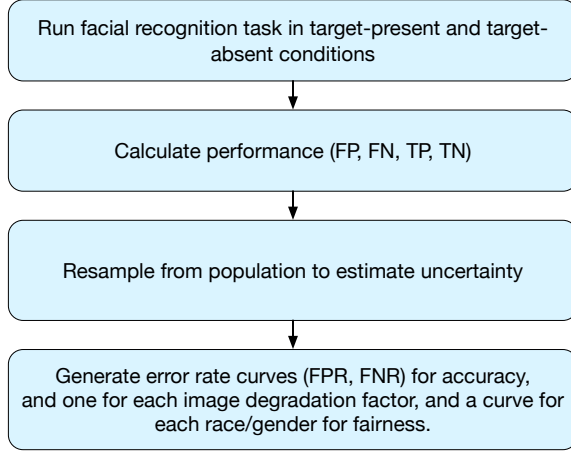 Run facial recognition task in target-present and target-
absent conditions
Calculate performance (FP, FN, TP, TN)
Resample from population to estimate uncertainty
Generate error rate curves (FPR, FNR) for accuracy,
and one for each image degradation factor, and a curve for
each race/gender for fairness.